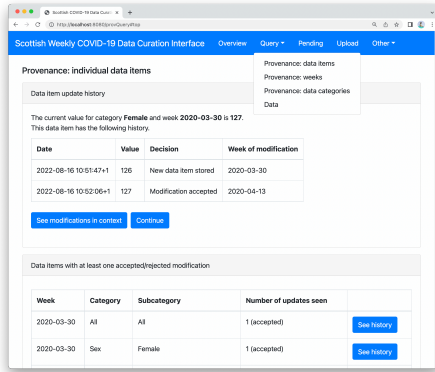 Scottish Weekly COVID-19 Data Curat
http://localhost:8080/provQuery#top
Scottish Weekly COVID-19 Data Curation Interface Overview Query Pending Upload Other
Provenance: data items
Provenance: weeks
Provenance: data categories
Data
Provenance: individual data items
Data item update history
The current value for category Female and week 2020-03-30 is 127.
This data item has the following history.
Date Value Decision Week of modification
2022-08-16 10:51:47+1 126 New data item stored 2020-03-30
2022-08-16 10:52:06+1 127 Modification accepted 2020-04-13
See modifications in context Continue
Data items with at least one accepted/rejected modification
Week Category Subcategory Number of updates seen
2020-03-30 All All 1 (accepted) See history
2020-03-30 Sex Female 1 (accepted) See history